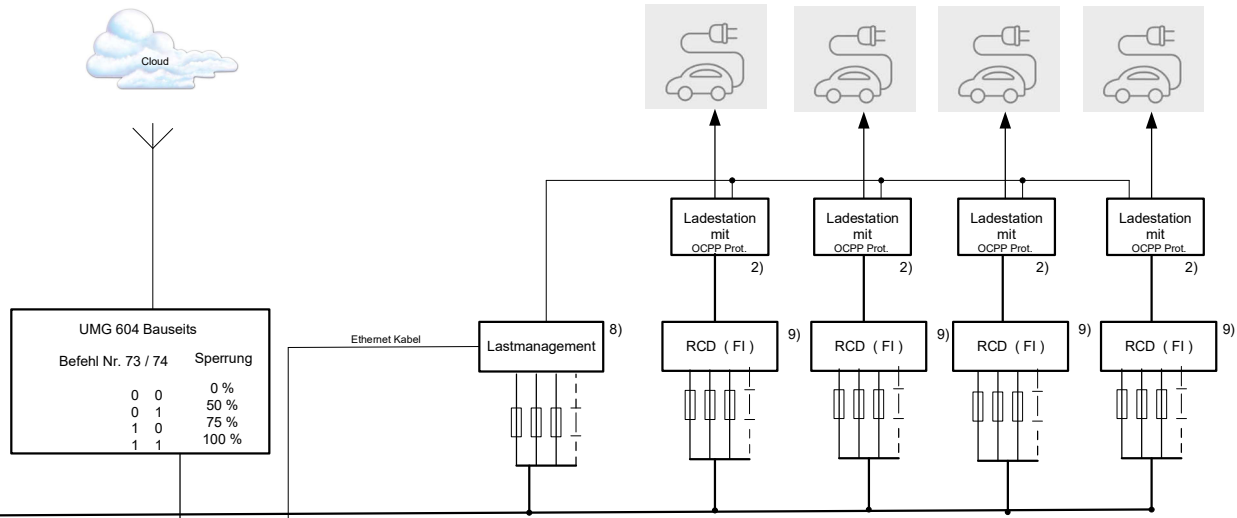 Cloud
Ladestation
mit
OCPP Prot.
2)
Ladestation
mit
OCPP Prot.
2)
Ladestation
mit
OCPP Prot.
2)
Ladestation
mit
OCPP Prot.
2)
UMG 604 Bauseits
Befehl Nr. 73 / 74 Sperrung
0 0 0 %
0 1 50 %
1 0 75 %
1 1 100 %
Ethernet Kabel
Lastmanagement
8)
RCD ( FI )
9)
RCD ( FI )
9)
RCD ( FI )
9)
RCD ( FI )
9)